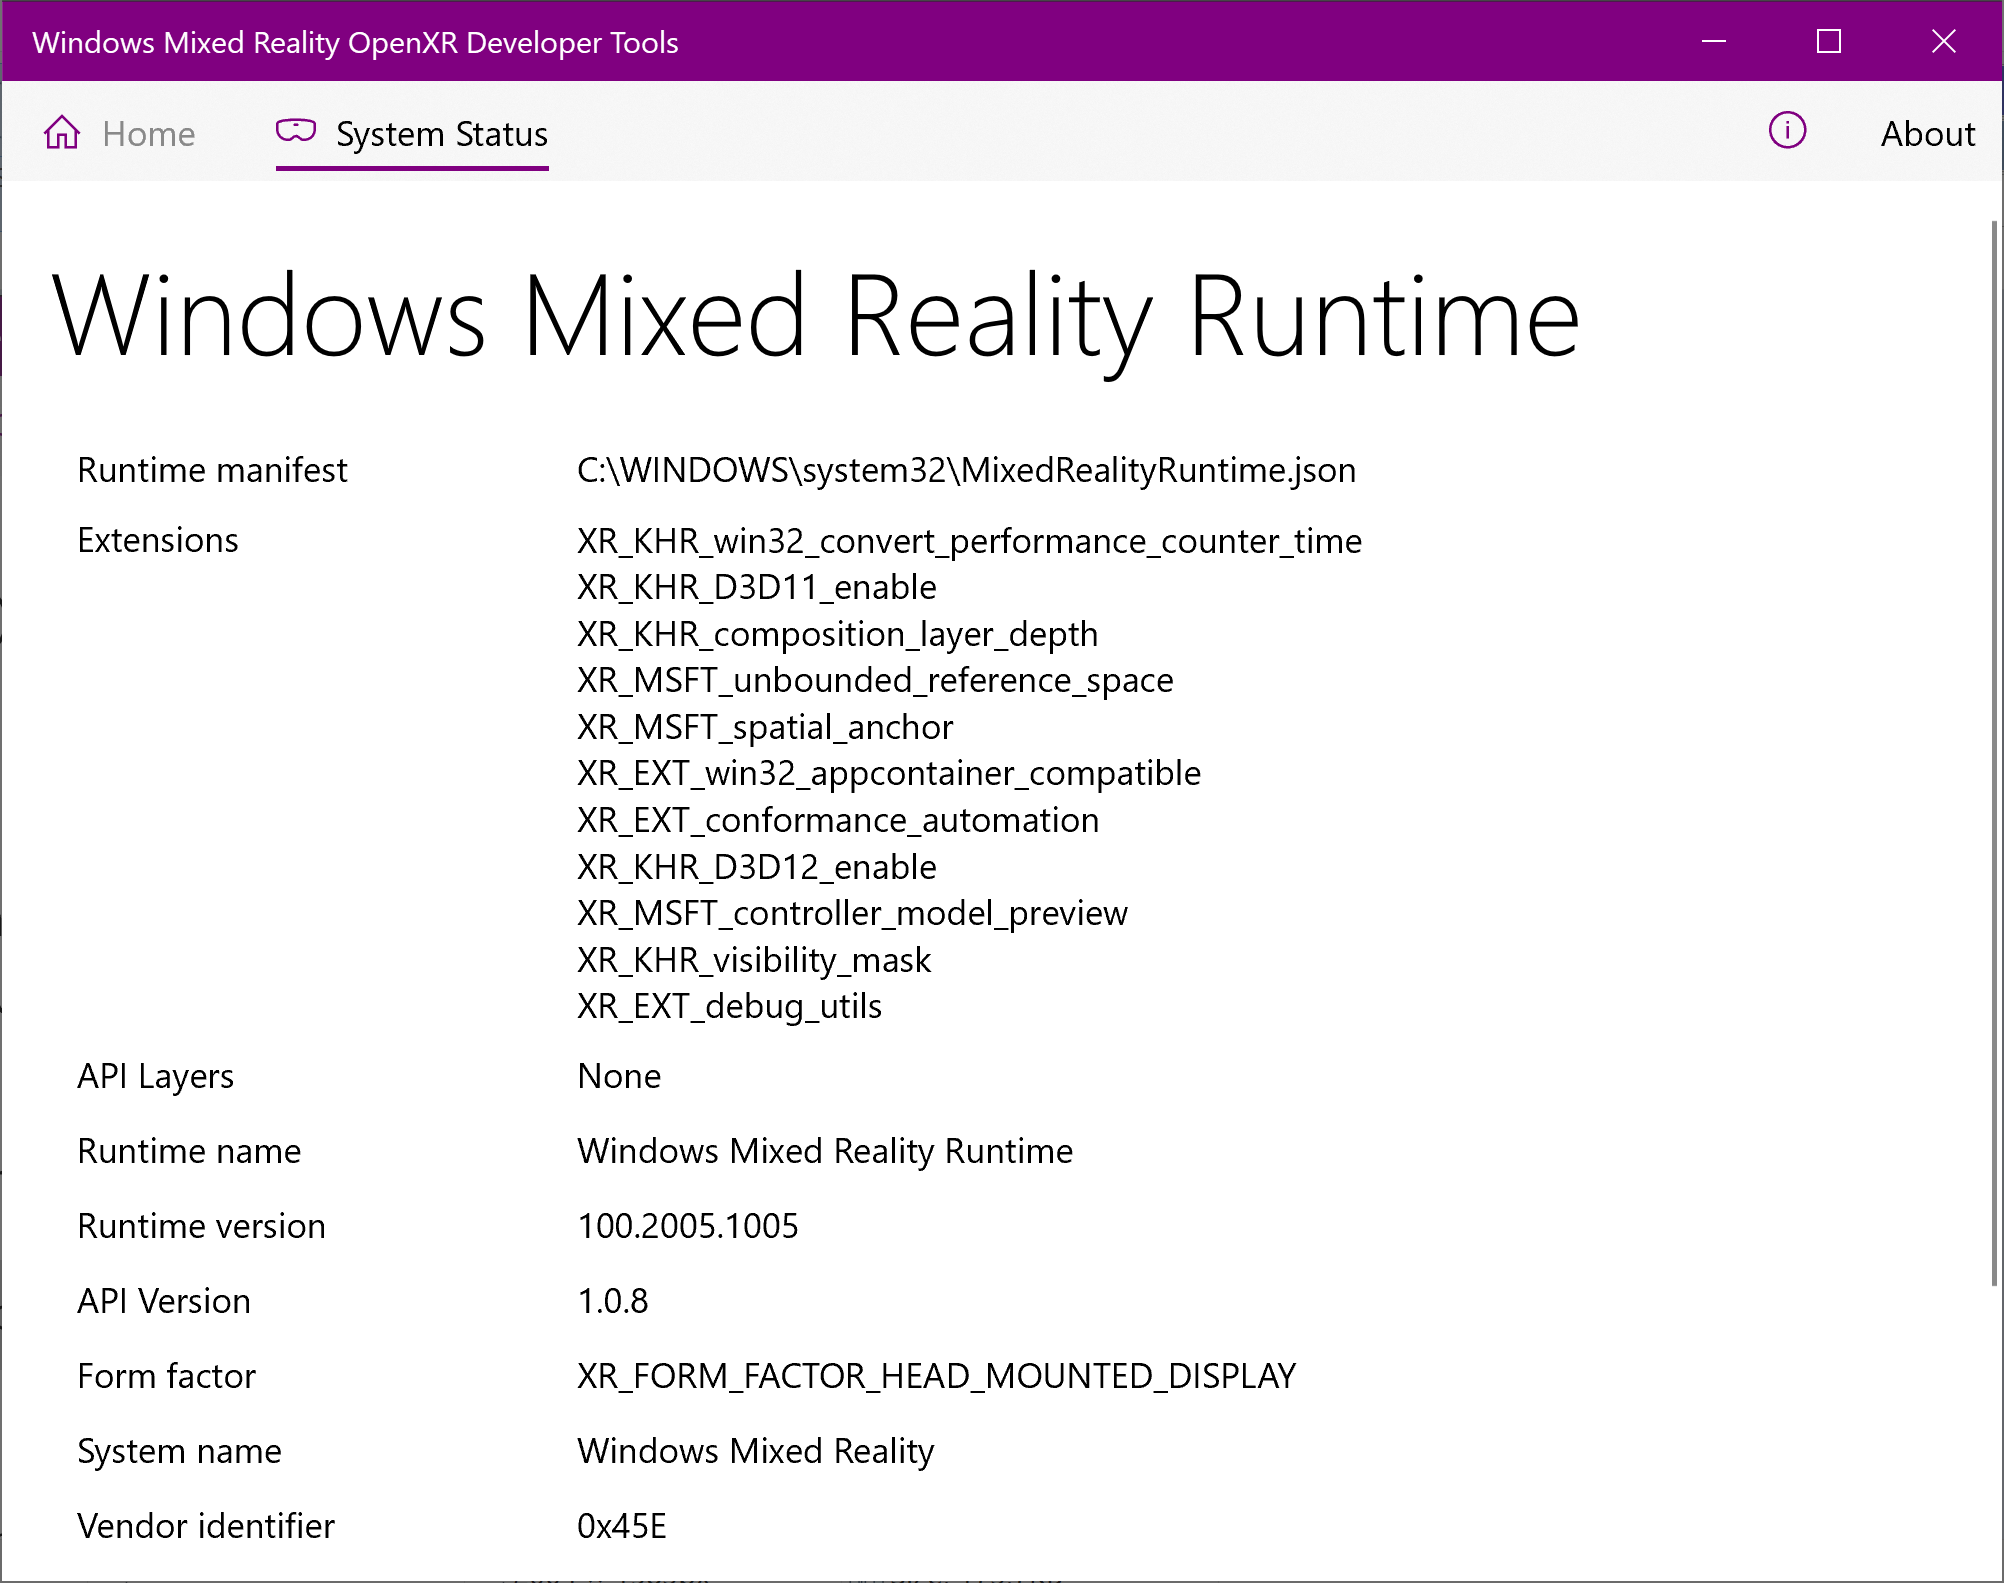 Windows Mixed Reality OpenXR Developer Tools
Home System Status About
Windows Mixed Reality Runtime
Runtime manifest C:\WINDOWS\system32\MixedRealityRuntime.json
Extensions XR_KHR_win32_convert_performance_counter_time
XR_KHR_D3D11_enable
XR_KHR_composition_layer_depth
XR_MSFT_unbounded_reference_space
XR_MSFT_spatial_anchor
XR_EXT_win32_appcontainer_compatible
XR_EXT_conformance_automation
XR_KHR_D3D12_enable
XR_MSFT_controller_model_preview
XR_KHR_visibility_mask
XR_EXT_debug_utils
API Layers None
Runtime name Windows Mixed Reality Runtime
Runtime version 100.2005.1005
API Version 1.0.8
Form factor XR_FORM_FACTOR_HEAD_MOUNTED_DISPLAY
System name Windows Mixed Reality
Vendor identifier 0x45E